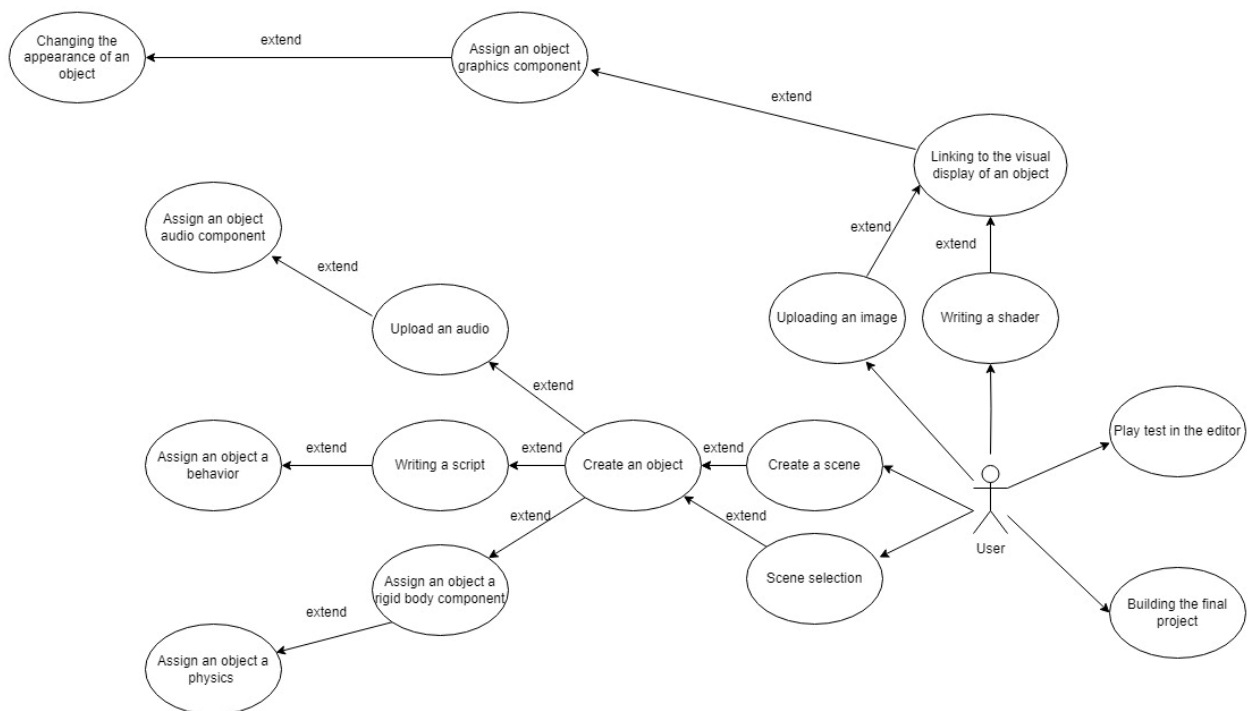 Changing the
appearance of an
object
extend
Assign an object
graphics component
extend
Linking to the visual
display of an object
Assign an object
audio component
extend
extend
extend
Upload an audio
Uploading an image
Writing a shader
extend
Play test in the editor
Assign an object a
behavior
extend
Writing a script
extend
Create an object
extend
Create a scene
extend
extend
User
Scene selection
Assign an object a
rigid body component
extend
Building the final
project
Assign an object a
physics